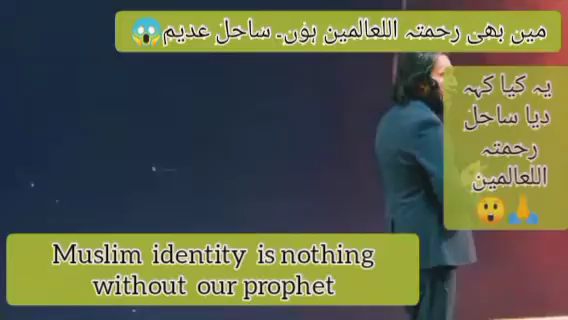 میں بھی رحمتہ اللعالمین ہوں۔ ساحل عدیم😱
یہ کیا کہہ
دیا ساحل
رحمتہ
اللعالمین
😲🙏
Muslim identity is nothing
without our prophet